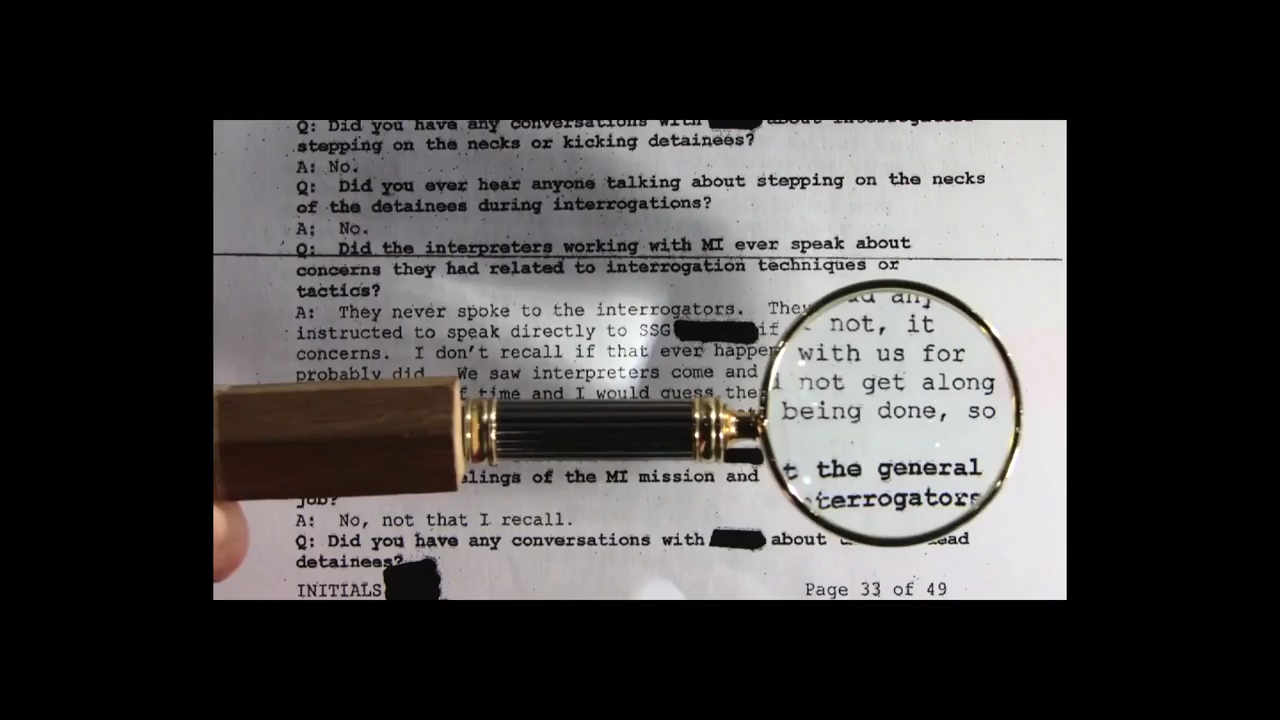 Q: Did you have any conversations with about
stepping on the necks or kicking detainees?
A: No.
Q: Did you ever hear anyone talking about stepping on the necks
of the detainees during interrogations?
A: No.
Q: Did the interpreters working with MI ever speak about
concerns they had related to interrogation techniques or
tactics?
A: They never spoke to the interrogators. They
instructed to speak directly to SSG if not, it
concerns. I don't recall if that ever with us for
probably did. We saw interpreters come and not get along
time and I would guess being done, so
the general
of the MI mission and
job?
A: No, not that I recall.
Q: Did you have any conversations with about
detainees?
INITIALS Page 33 of 49